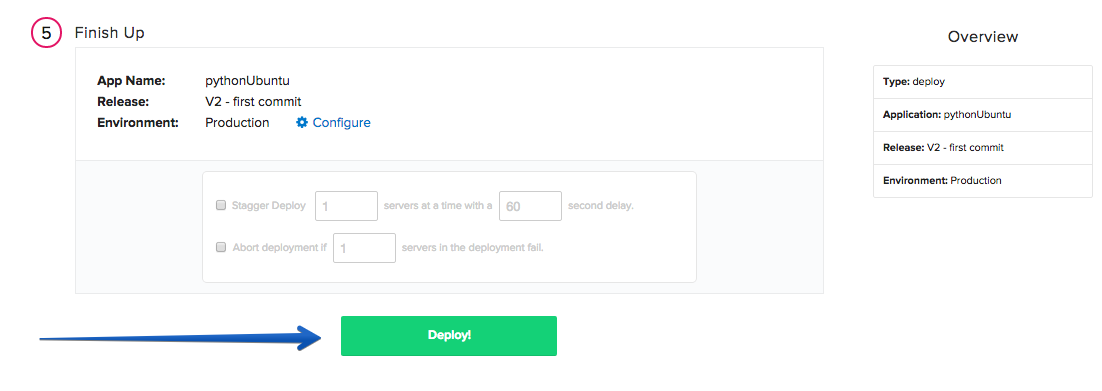 5 Finish Up
App Name: pythonUbuntu
Release: V2 - first commit
Environment: Production Configure
Stagger Deploy 1 servers at a time with a 60 second delay.
Abort deployment if 1 servers in the deployment fail.
Deploy!
Overview
Type: deploy
Application: pythonUbuntu
Release: V2 - first commit
Environment: Production